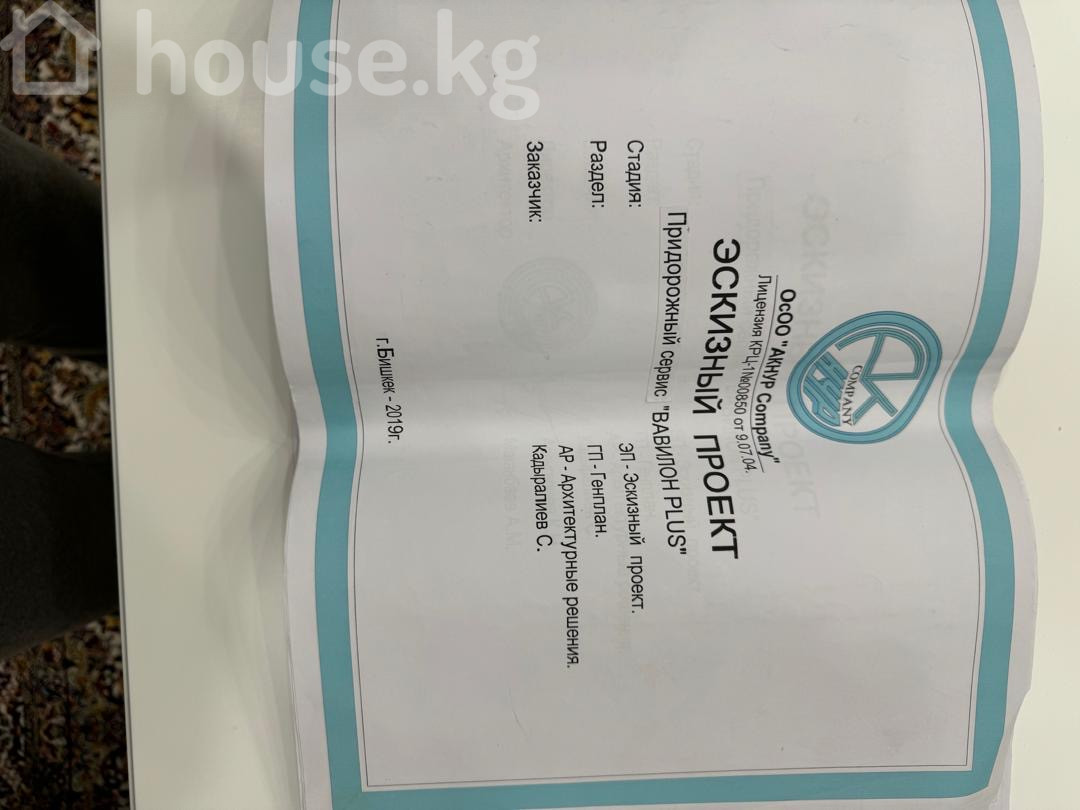 house.kg
COMPANY
ОсОО "АКНУР Company"
Лицензия КРЦ-1№00850 от 9.07.04.
ЭСКИЗНЫЙ ПРОЕКТ
Придорожный сервис "ВАВИЛОН PLUS"
Стадия: ЭП - Эскизный проект.
Раздел: ГП - Генплан.
АР - Архитектурные решения.
Заказчик: Кадыралиев С.
г.Бишкек - 2019г.